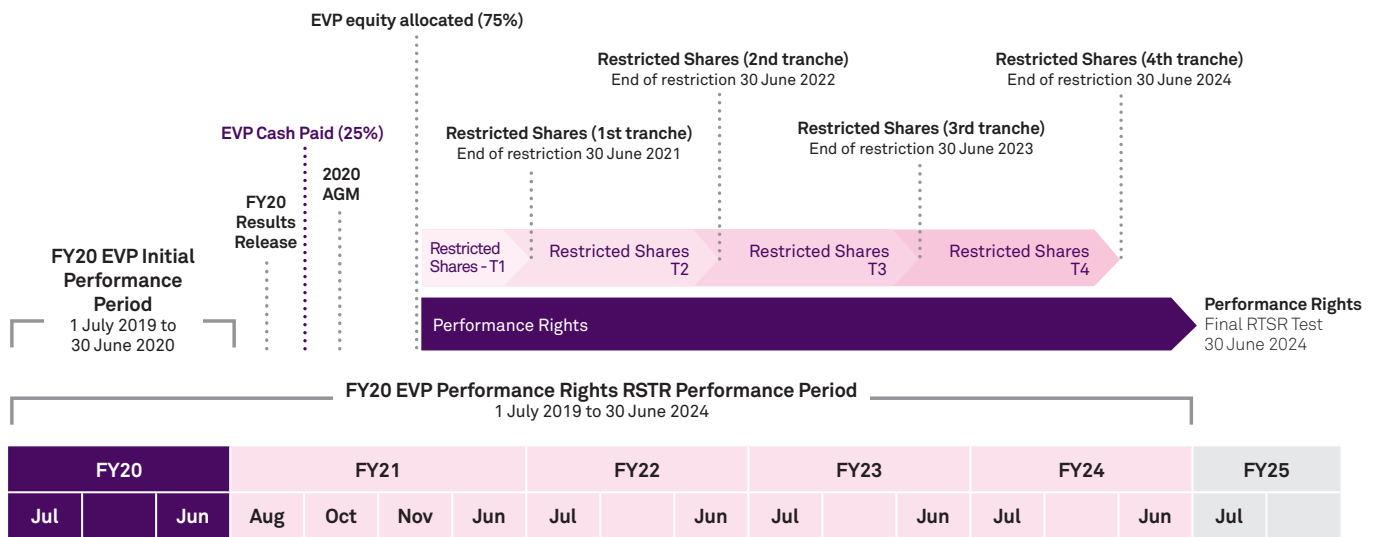 EVP equity allocated (75%)
Restricted Shares (2nd tranche)
End of restriction 30 June 2022
Restricted Shares (4th tranche)
End of restriction 30 June 2024
EVP Cash Paid (25%)
Restricted Shares (1st tranche)
End of restriction 30 June 2021
Restricted Shares (3rd tranche)
End of restriction 30 June 2023
2020
AGM
FY20
Results
Release
FY20 EVP Initial
Performance
Period
1 July 2019 to
30 June 2020
Restricted
Shares - T1
Restricted Shares
T2
Restricted Shares
T3
Restricted Shares
T4
Performance Rights
Performance Rights
Final RTSR Test
30 June 2024
FY20 EVP Performance Rights RSTR Performance Period
1 July 2019 to 30 June 2024
FY20 FY21 FY22 FY23 FY24 FY25
Jul Jun Aug Oct Nov Jun Jul Jun Jul Jun Jul Jun Jul